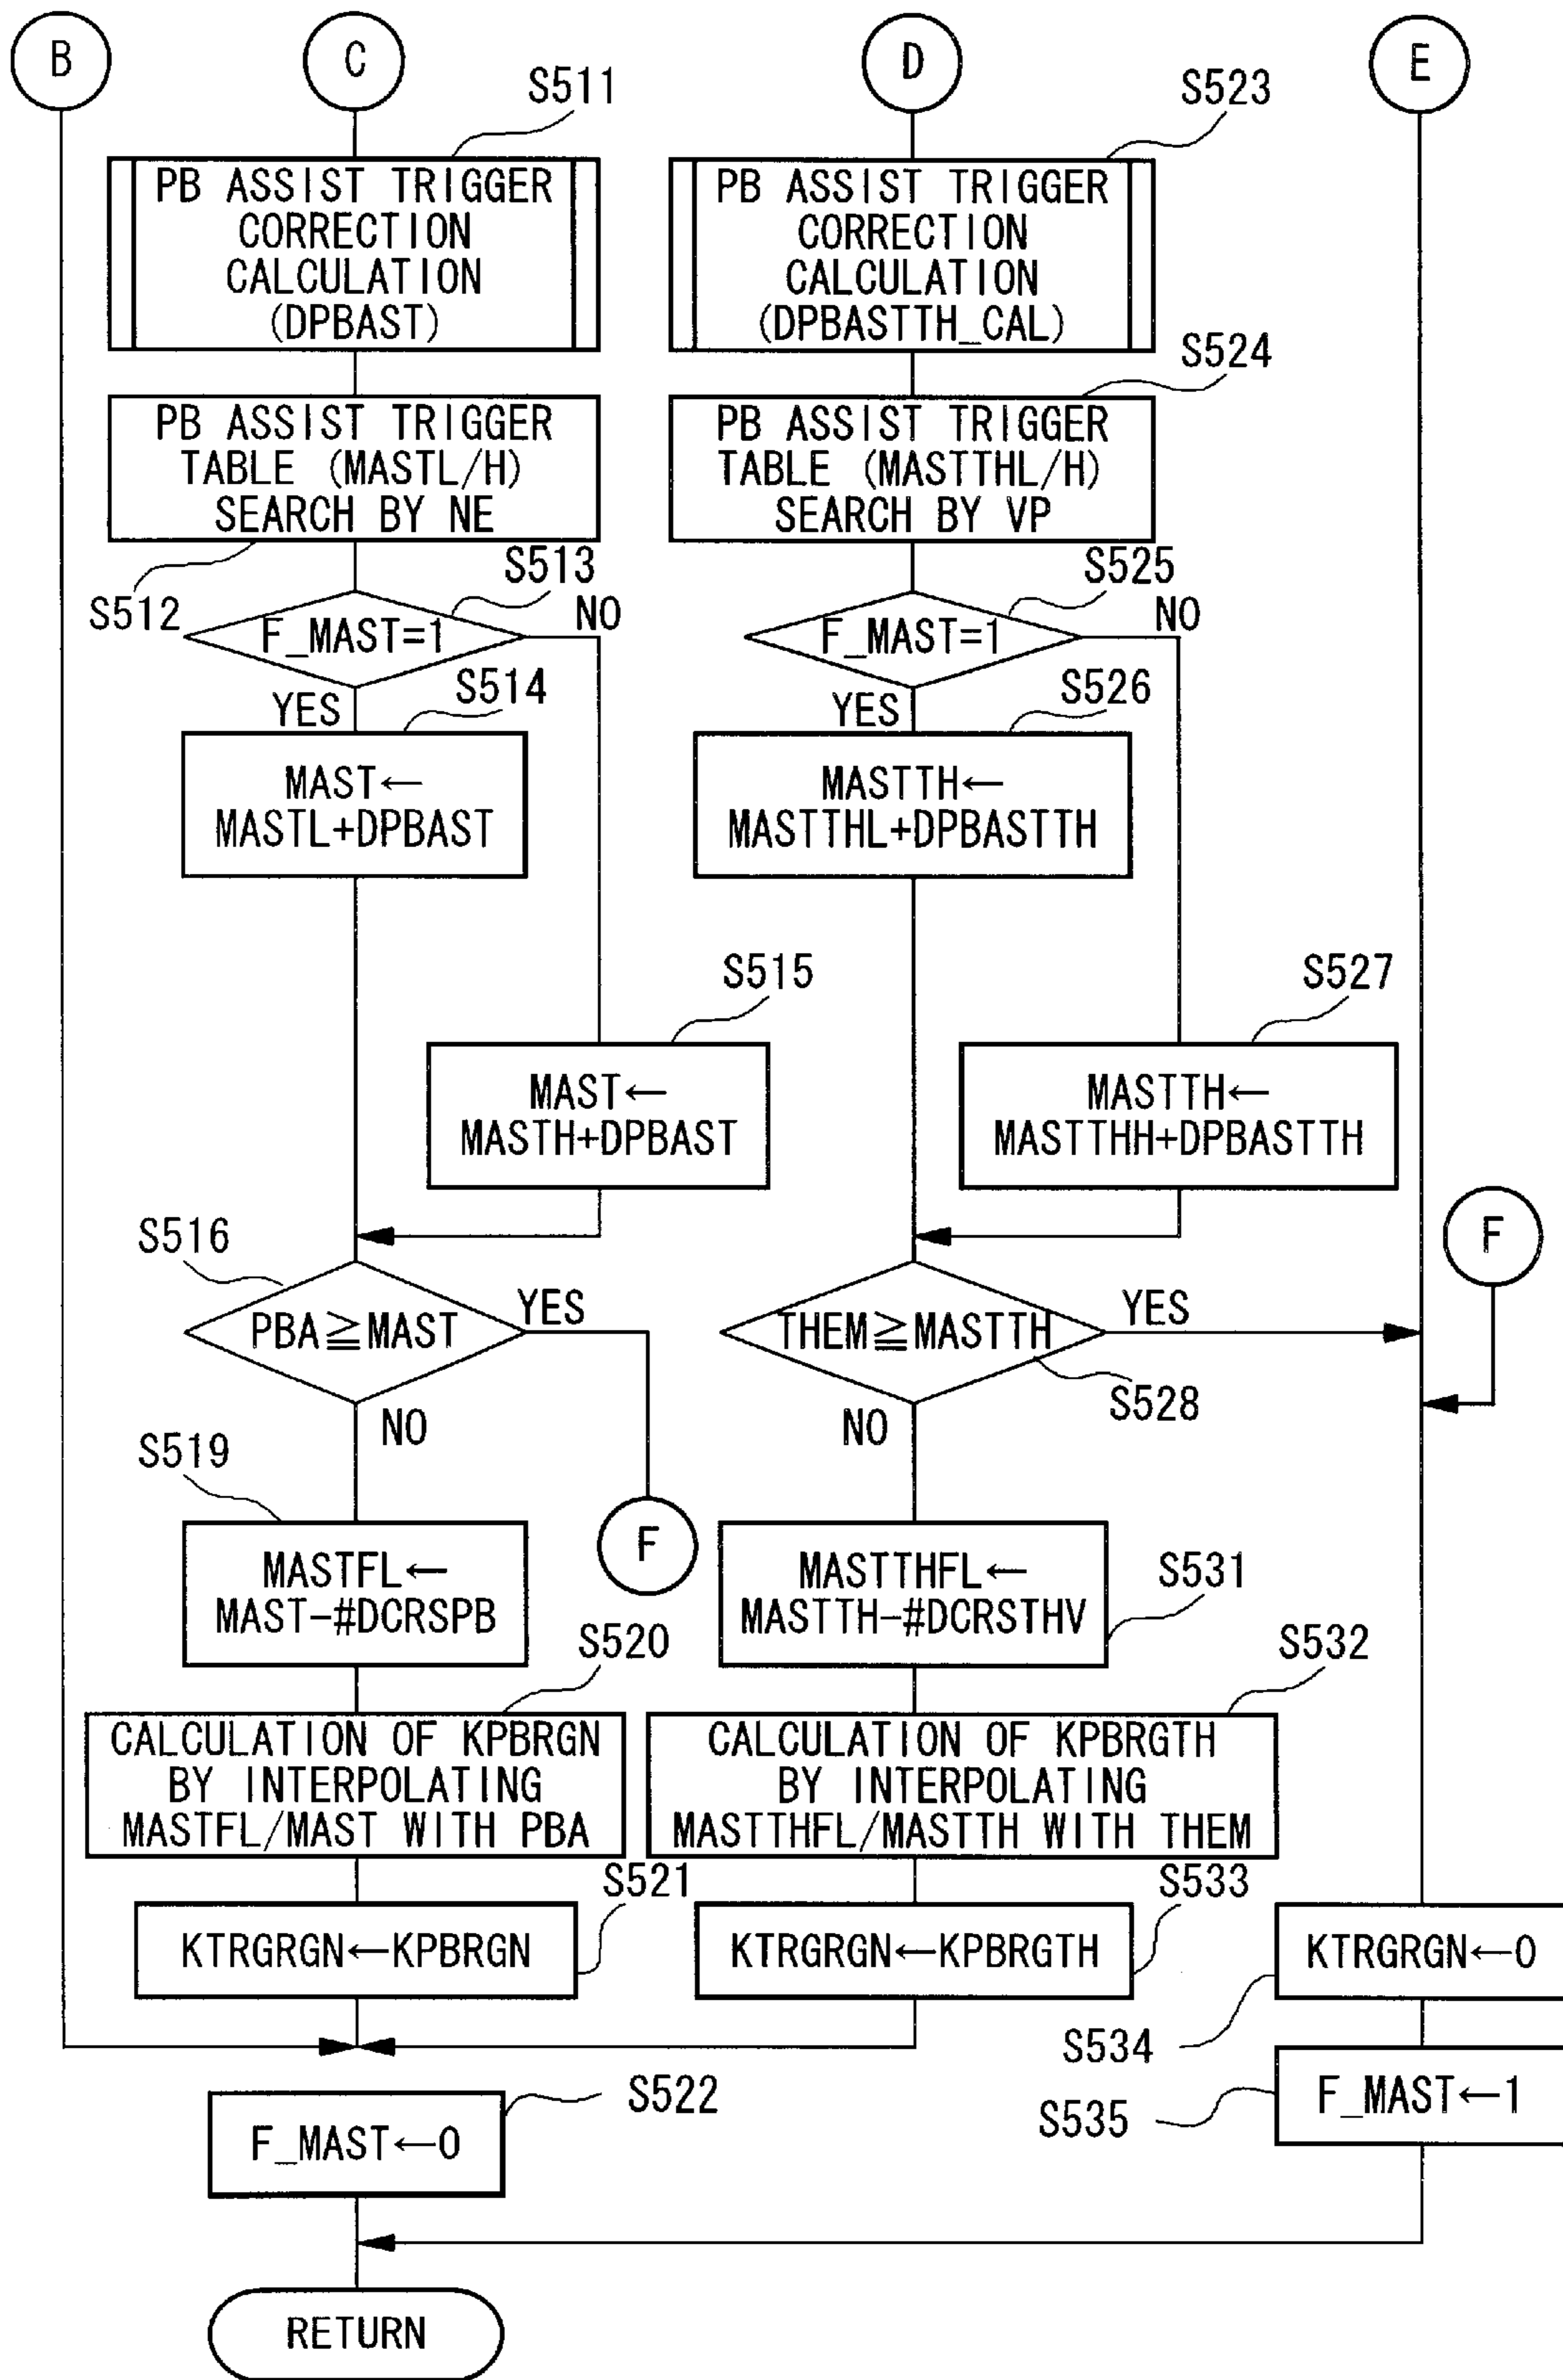 B
C
D
E
S511
S523
PB ASSIST TRIGGER
CORRECTION
CALCULATION
(DPBAST)
PB ASSIST TRIGGER
CORRECTION
CALCULATION
(DPBASTTH_CAL)
S524
PB ASSIST TRIGGER
TABLE (MASTL/H)
SEARCH BY NE
PB ASSIST TRIGGER
TABLE (MASTTHL/H)
SEARCH BY VP
S512
S513
NO
F_MAST=1
YES
S525
NO
F_MAST=1
YES
S514
MAST←
MASTL+DPBAST
S526
MASTTH←
MASTTHL+DPBASTTH
S515
MAST←
MASTH+DPBAST
S527
MASTTH←
MASTTHH+DPBASTTH
F
S516
PBA≧MAST
YES
NO
THEM≧MASTTH
YES
S528
NO
F
S519
MASTFL←
MAST-#DCRSPB
MASTTHFL←
MASTTH-#DCRSTHV
S531
S520
CALCULATION OF KPBRGN
BY INTERPOLATING
MASTFL/MAST WITH PBA
S532
CALCULATION OF KPBRGTH
BY INTERPOLATING
MASTTHFL/MASTTH WITH THEM
S521
KTRGRGN←KPBRGN
S533
KTRGRGN←KPBRGTH
KTRGRGN←0
S534
S522
F_MAST←0
S535
F_MAST←1
RETURN